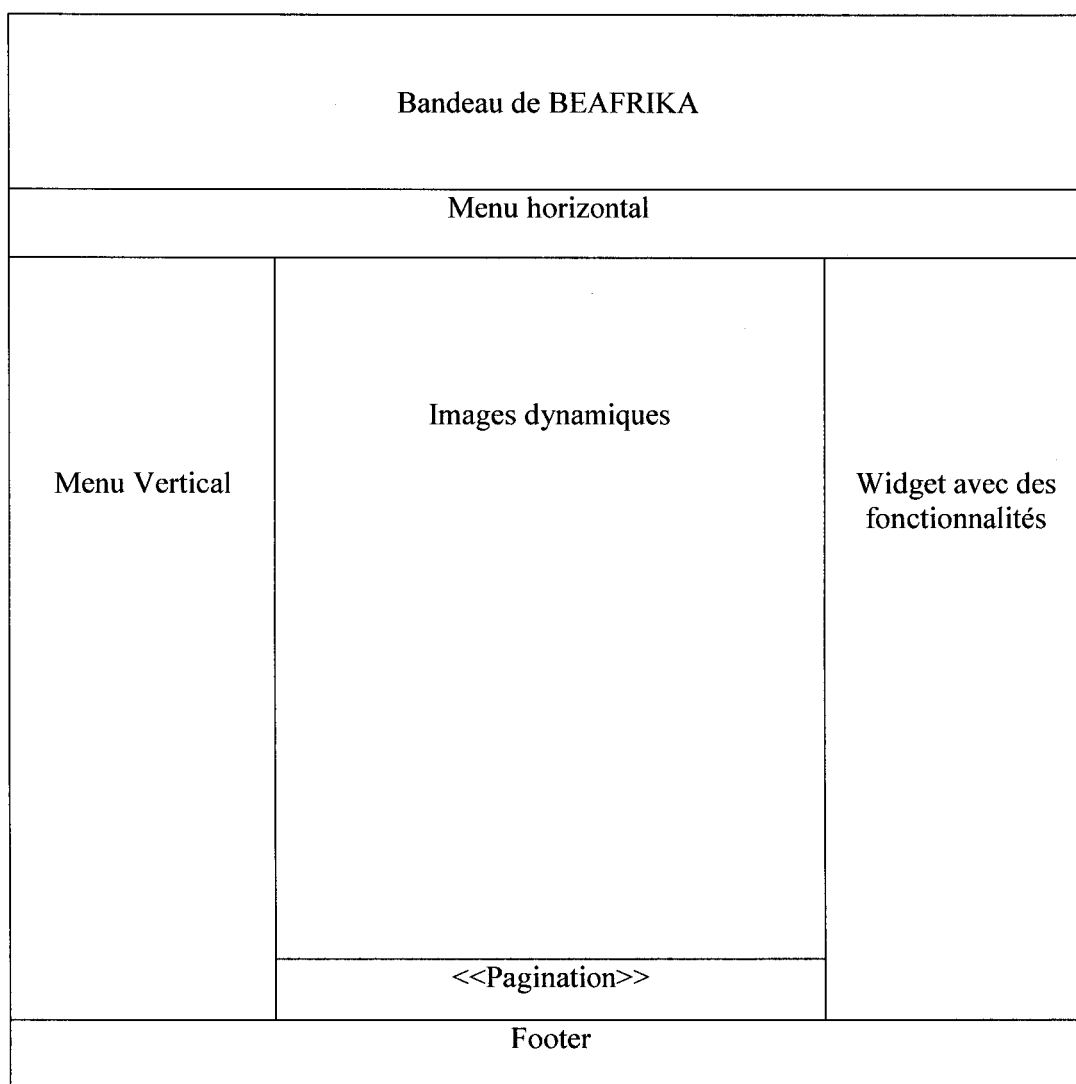 Bandeau de BEAFRIKA
Menu horizontal
Menu Vertical
Images dynamiques
Widget avec des
fonctionnalités
<<Pagination>>
Footer